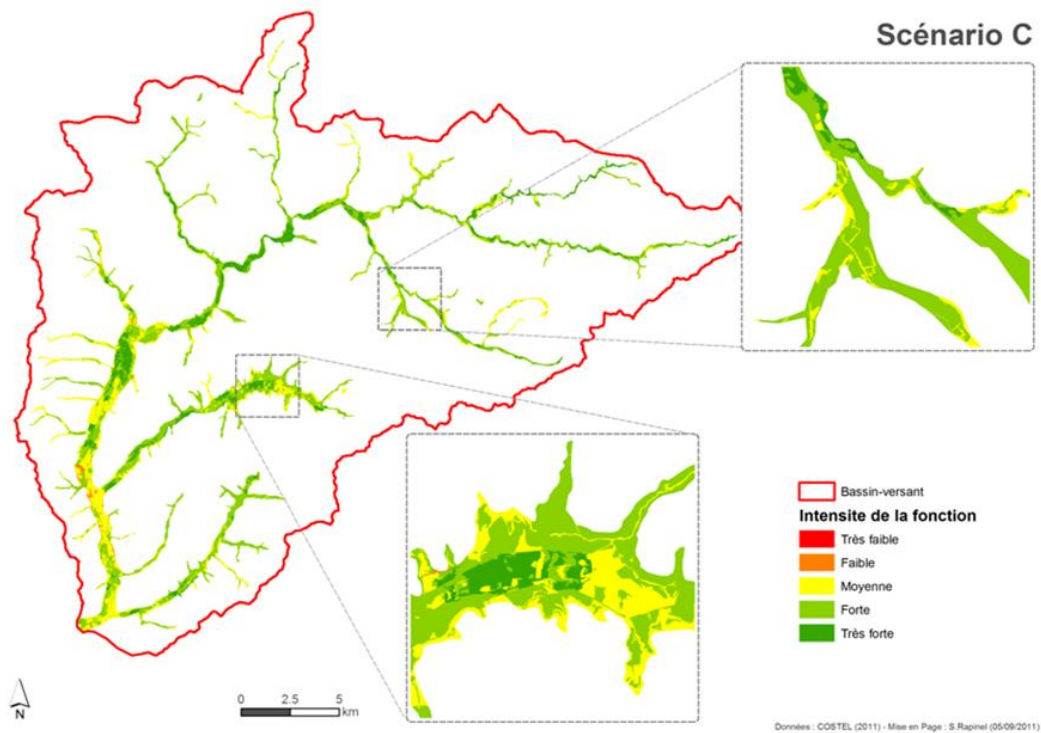 Scénario C
Bassin-versant
Intensite de la fonction
Très faible
Faible
Moyenne
Forte
Très forte
N
0 2.5 5
km
Données : COSTEL (2011) - Mise en Page : S.Rapinel (05/09/2011)